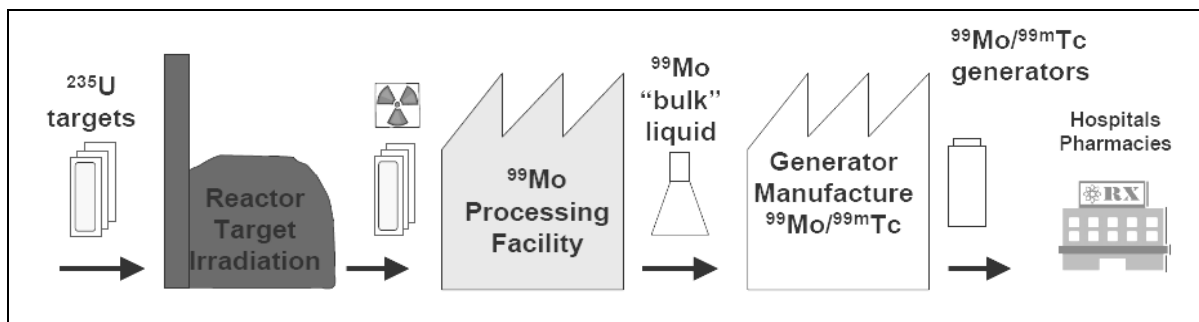 ²³⁵U
targets
Reactor
Target
Irradiation
⁹⁹Mo
Processing
Facility
⁹⁹Mo
“bulk”
liquid
Generator
Manufacture
⁹⁹Mo/⁹⁹ᵐTc
⁹⁹Mo/⁹⁹ᵐTc
generators
Hospitals
Pharmacies
RX